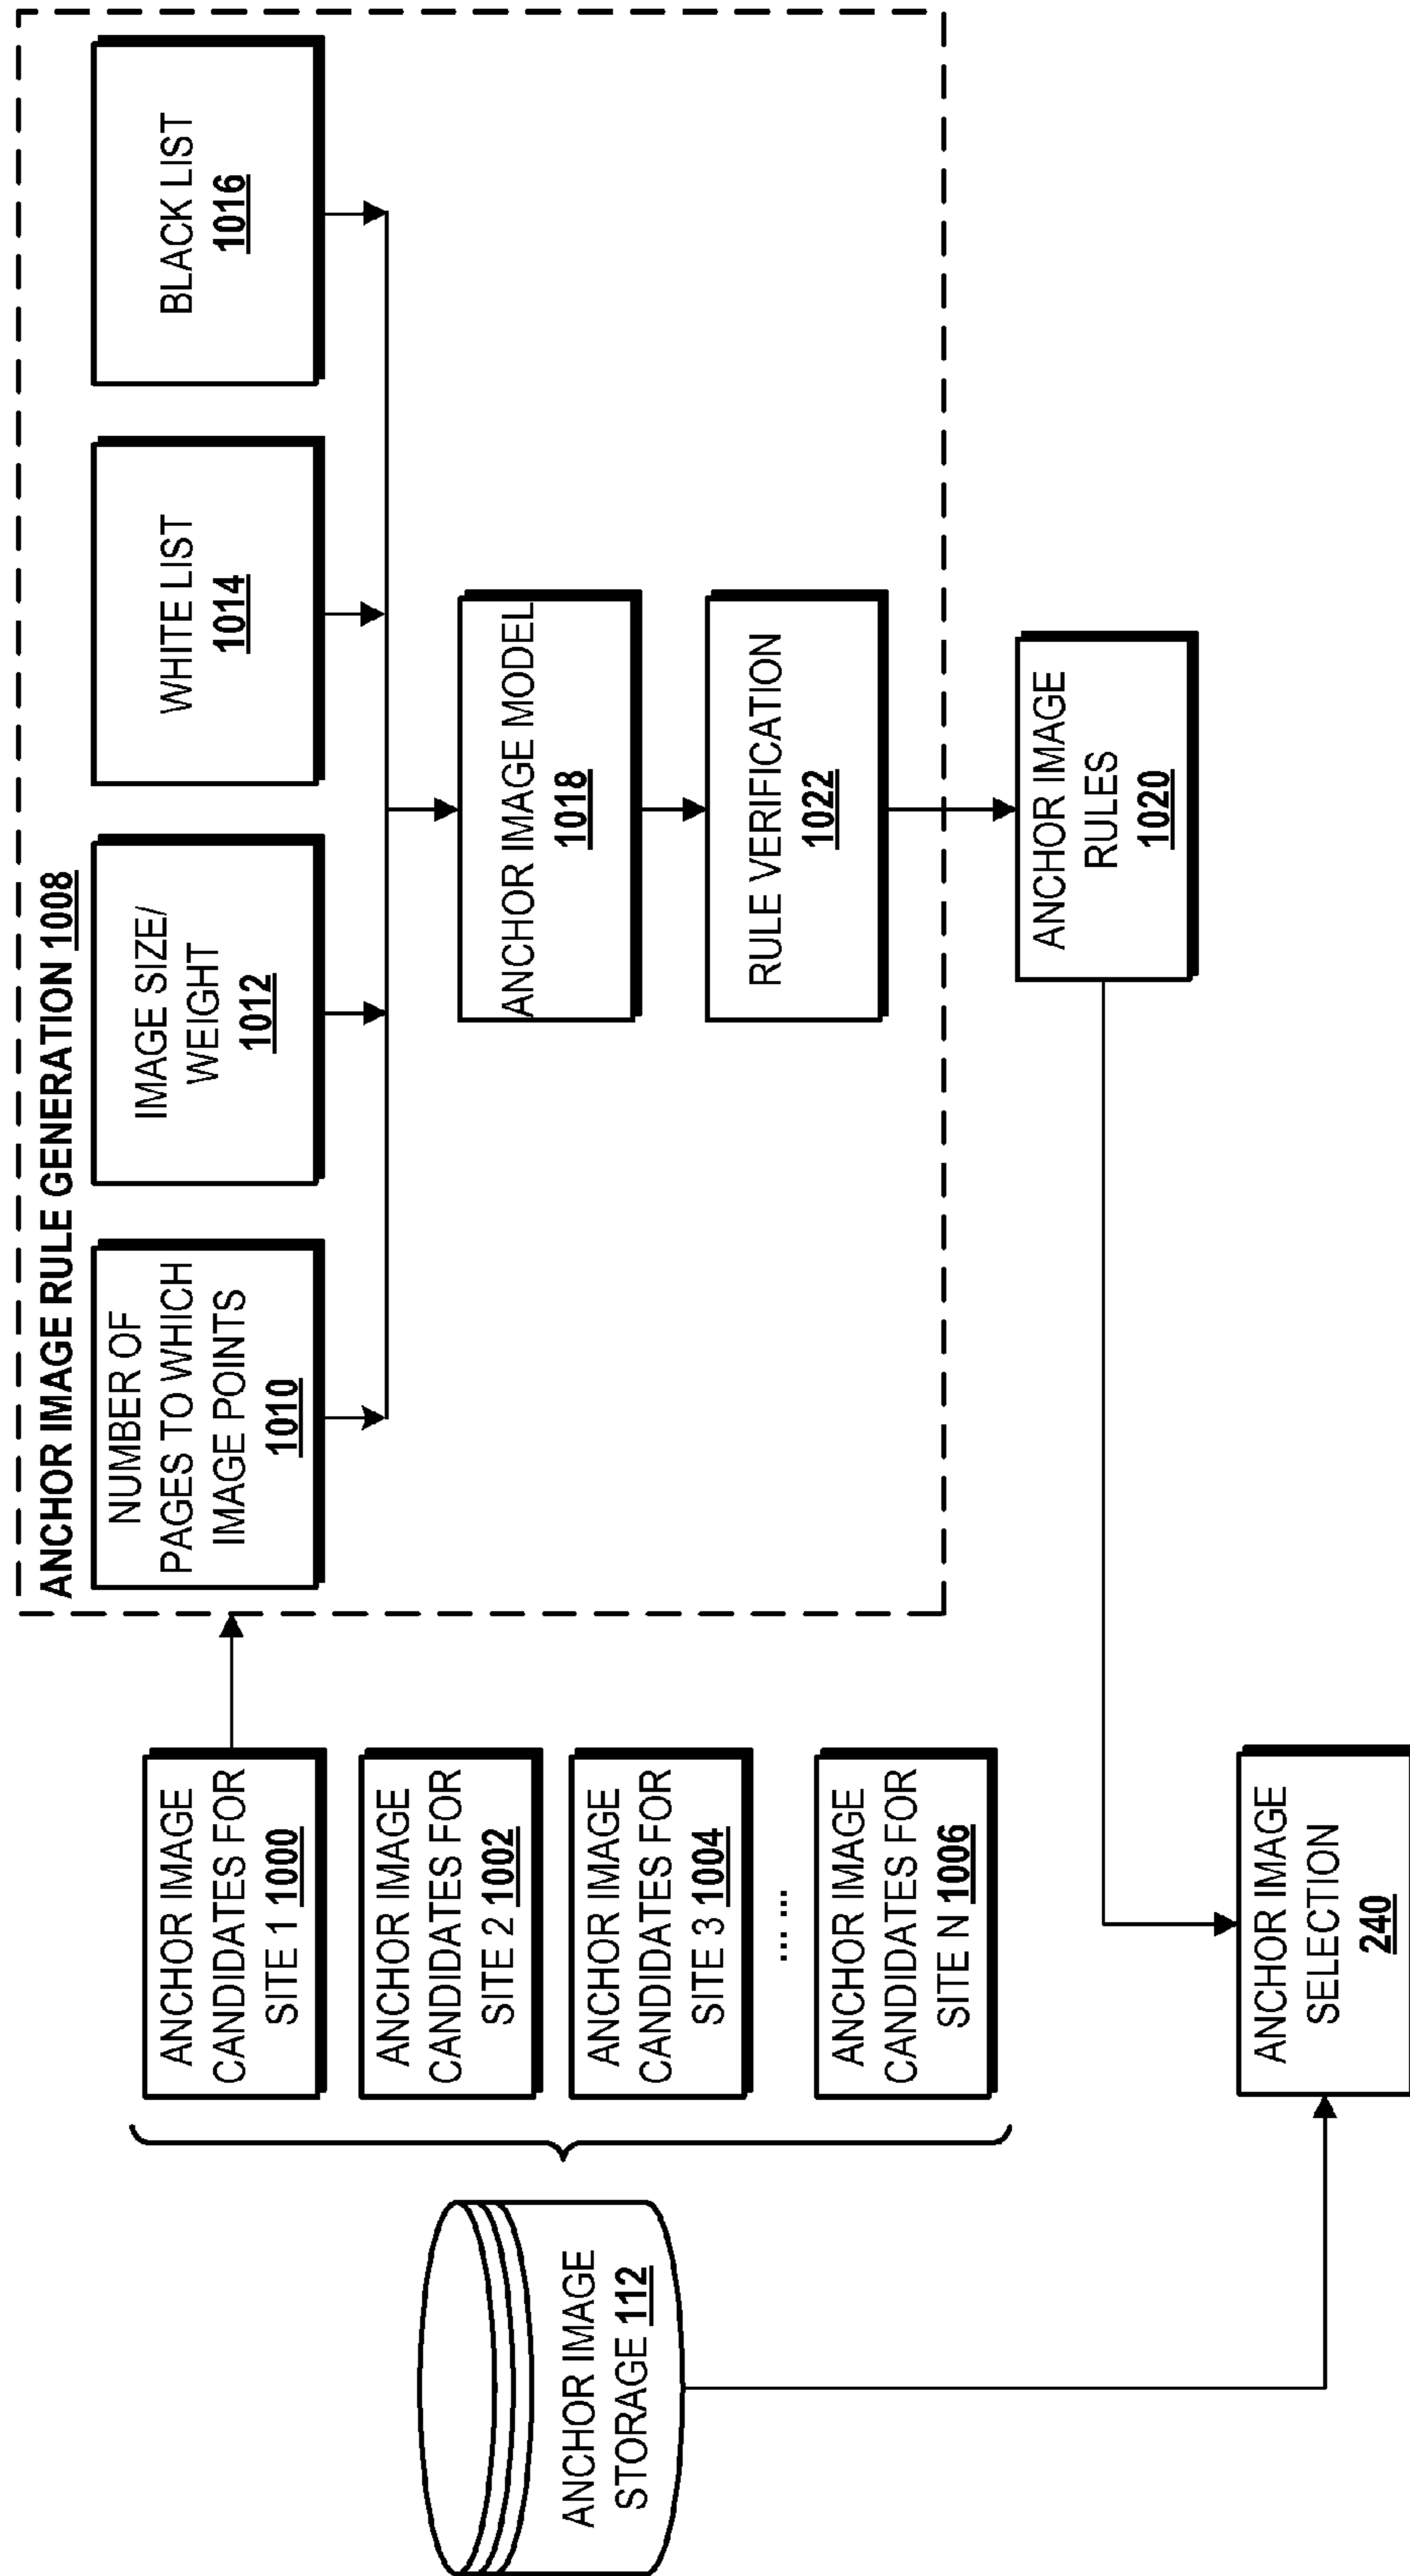 ANCHOR IMAGE
STORAGE 112
ANCHOR IMAGE
CANDIDATES FOR
SITE 1 1000
ANCHOR IMAGE
CANDIDATES FOR
SITE 2 1002
ANCHOR IMAGE
CANDIDATES FOR
SITE 3 1004
... ...
ANCHOR IMAGE
CANDIDATES FOR
SITE N 1006
ANCHOR IMAGE RULE GENERATION 1008
NUMBER OF
PAGES TO WHICH
IMAGE POINTS
1010
IMAGE SIZE/
WEIGHT
1012
WHITE LIST
1014
BLACK LIST
1016
ANCHOR IMAGE MODEL
1018
RULE VERIFICATION
1022
ANCHOR IMAGE
RULES
1020
ANCHOR IMAGE
SELECTION
240